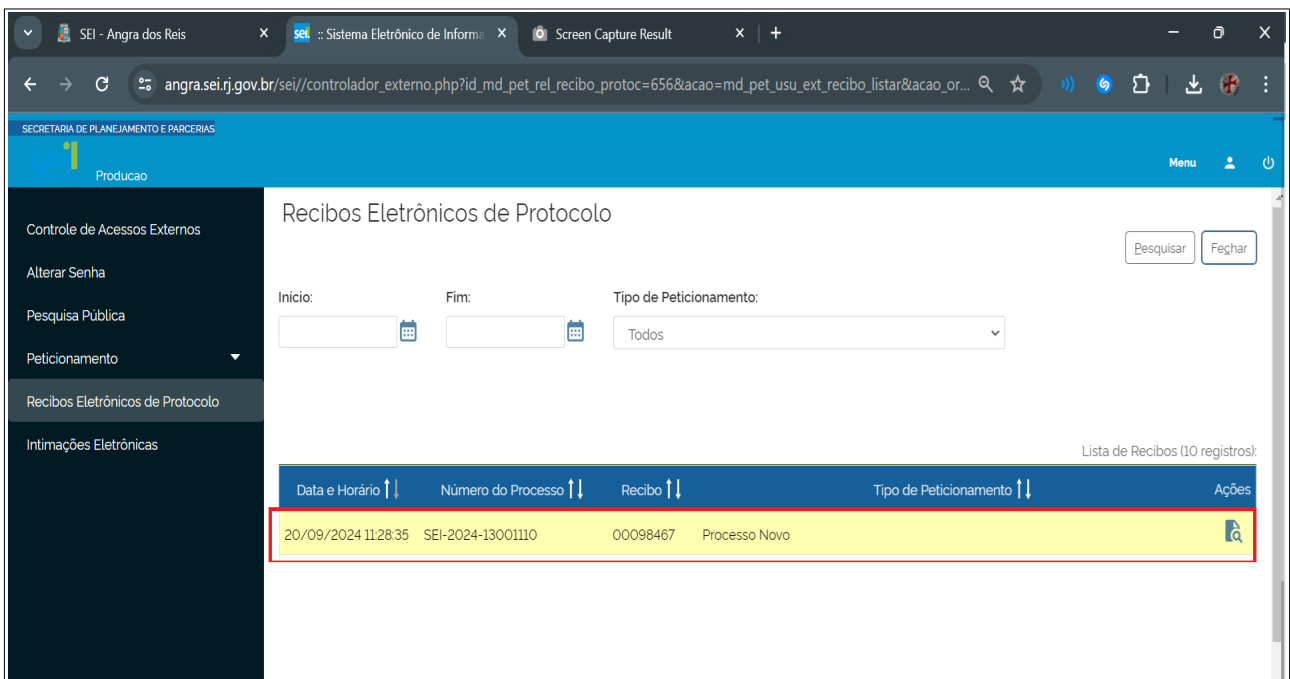 SEI - Angra dos Reis
sei. :: Sistema Eletrônico de Informa
Screen Capture Result
angra.sei.rj.gov.br/sei//controlador_externo.php?id_md_pet_rel_recibo_protoc=656&acao=md_pet_usu_ext_recibo_listar&acao_or...
SECRETARIA DE PLANEJAMENTO E PARCERIAS
sei!
Producao
Menu
Controle de Acessos Externos
Alterar Senha
Pesquisa Pública
Peticionamento
Recibos Eletrônicos de Protocolo
Intimações Eletrônicas
Recibos Eletrônicos de Protocolo
Pesquisar Fechar
Início: Fim: Tipo de Peticionamento:
Todos
Lista de Recibos (10 registros):
Data e Horário Número do Processo Recibo Tipo de Peticionamento Ações
20/09/2024 11:28:35 SEI-2024-13001110 00098467 Processo Novo